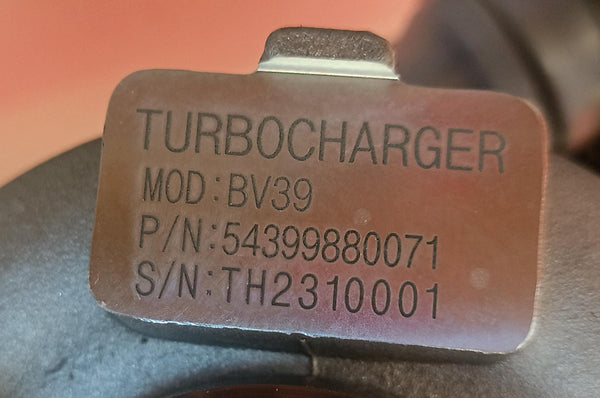 TURBOCHARGER
MOD:BV39
P/N:54399880071
S/N:TH2310001